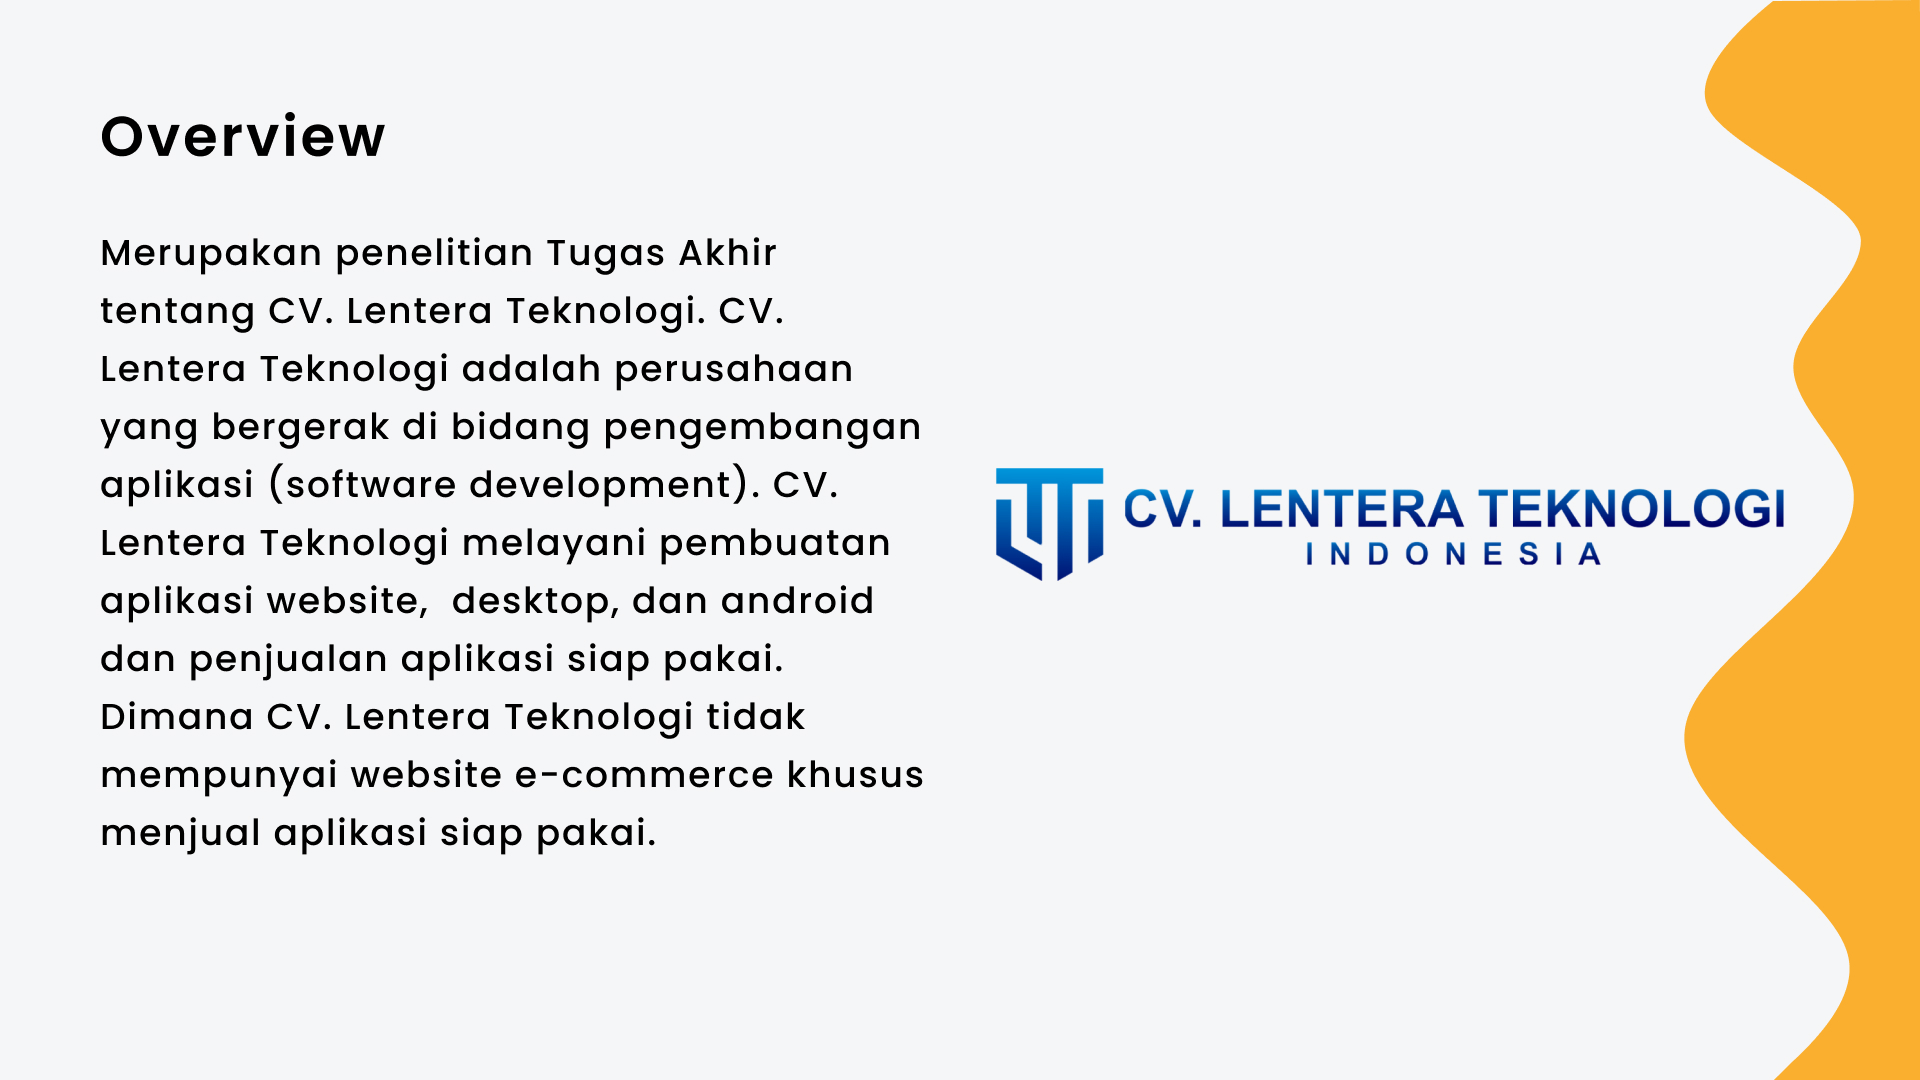 Overview
Merupakan penelitian Tugas Akhir
tentang CV. Lentera Teknologi. CV.
Lentera Teknologi adalah perusahaan
yang bergerak di bidang pengembangan
aplikasi (software development). CV.
Lentera Teknologi melayani pembuatan
aplikasi website,  desktop, dan android
dan penjualan aplikasi siap pakai.
Dimana CV. Lentera Teknologi tidak
mempunyai website e-commerce khusus
menjual aplikasi siap pakai.
CV. LENTERA TEKNOLOGI
INDONESIA